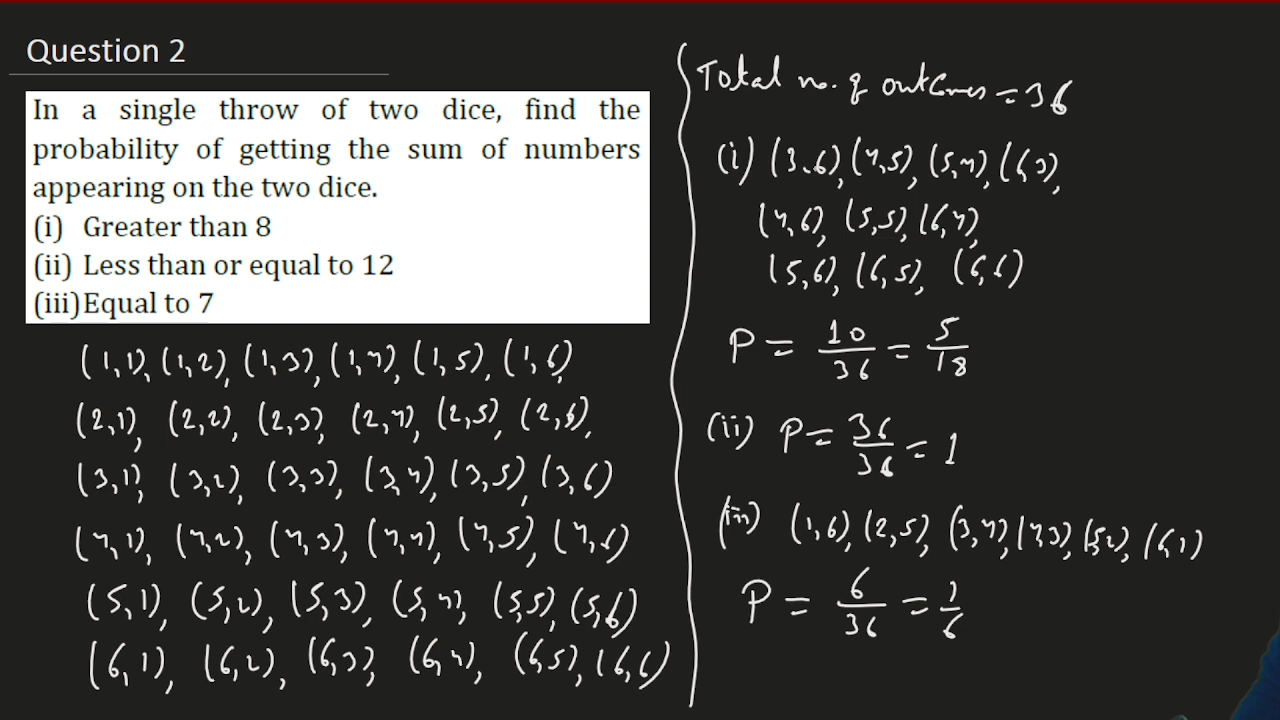 Question 2
In a single throw of two dice, find the
probability of getting the sum of numbers
appearing on the two dice.
(i) Greater than 8
(ii) Less than or equal to 12
(iii) Equal to 7
(1,1), (1,2), (1,3), (1,4), (1,5), (1,6),
(2,1), (2,2), (2,3), (2,4), (2,5), (2,6),
(3,1), (3,2), (3,3), (3,4), (3,5), (3,6)
(4,1), (4,2), (4,3), (4,4), (4,5), (4,6)
(5,1), (5,2), (5,3), (5,4), (5,5), (5,6)
(6,1), (6,2), (6,3), (6,4), (6,5), (6,6)
Total no. of outcomes = 36
(i) (3,6), (4,5), (5,4), (6,3),
(4,6), (5,5), (6,4),
(5,6), (6,5), (6,6)
P = 10/36 = 5/18
(ii) P = 36/36 = 1
(iii) (1,6), (2,5), (3,4), (4,3), (5,2), (6,1)
P = 6/36 = 1/6